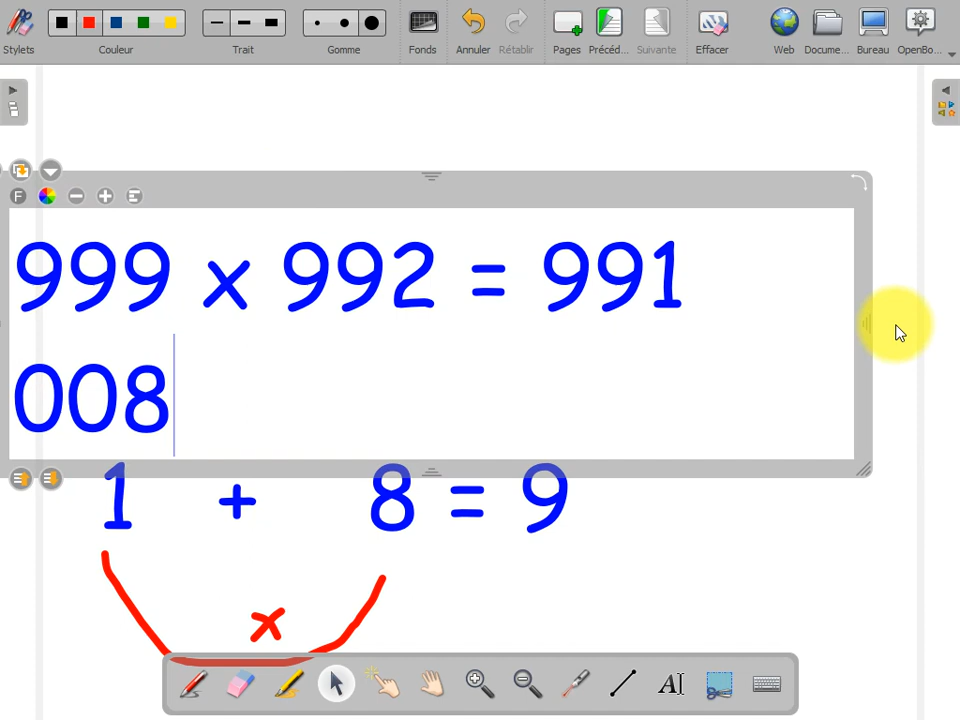 Stylets Couleur Trait Gomme Fonds Annuler Rétablir Pages Précéd... Suivante Effacer Web Docume... Bureau OpenBo...
F
999 x 992 = 991
008
1 + 8 = 9
x
AI